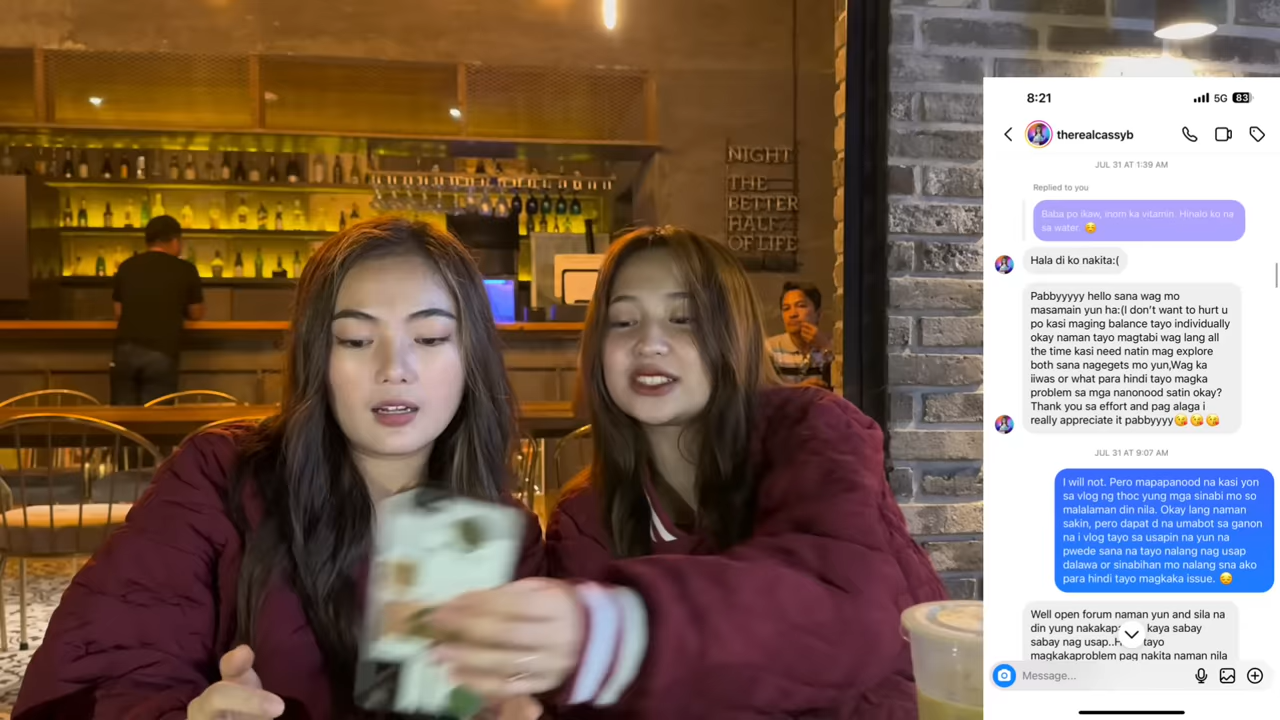 NIGHT
THE
BETTER
HALF
OF LIFE
8:21
5G
83
therealcassyb
JUL 31 AT 1:39 AM
Replied to you
Baba po ikaw, inom ka vitamin. Hinalo ko na
sa water. 😌
Hala di ko nakita:(
Pabbyyyyy hello sana wag mo
masamain yun ha:(I don't want to hurt u
po kasi maging balance tayo individually
okay naman tayo magtabi wag lang all
the time kasi need natin mag explore
both sana nagegets mo yun,Wag ka
iiwas or what para hindi tayo magka
problem sa mga nanonood satin okay?
Thank you sa effort and pag alaga i
really appreciate it pabbyyyy😘😘😘
JUL 31 AT 9:07 AM
I will not. Pero mapapanood na kasi yon
sa vlog ng thoc yung mga sinabi mo so
malalaman din nila. Okay lang naman
sakin, pero dapat d na umabot sa ganon
na i vlog tayo sa usapin na yun na
pwede sana na tayo nalang nag usap
dalawa or sinabihan mo nalang sna ako
para hindi tayo magkaka issue. 😌
Well open forum naman yun and sila na
din yung kaya sabay
sabay nag usap.. tayo
magkakaproblem pag nakita naman nila
Message...